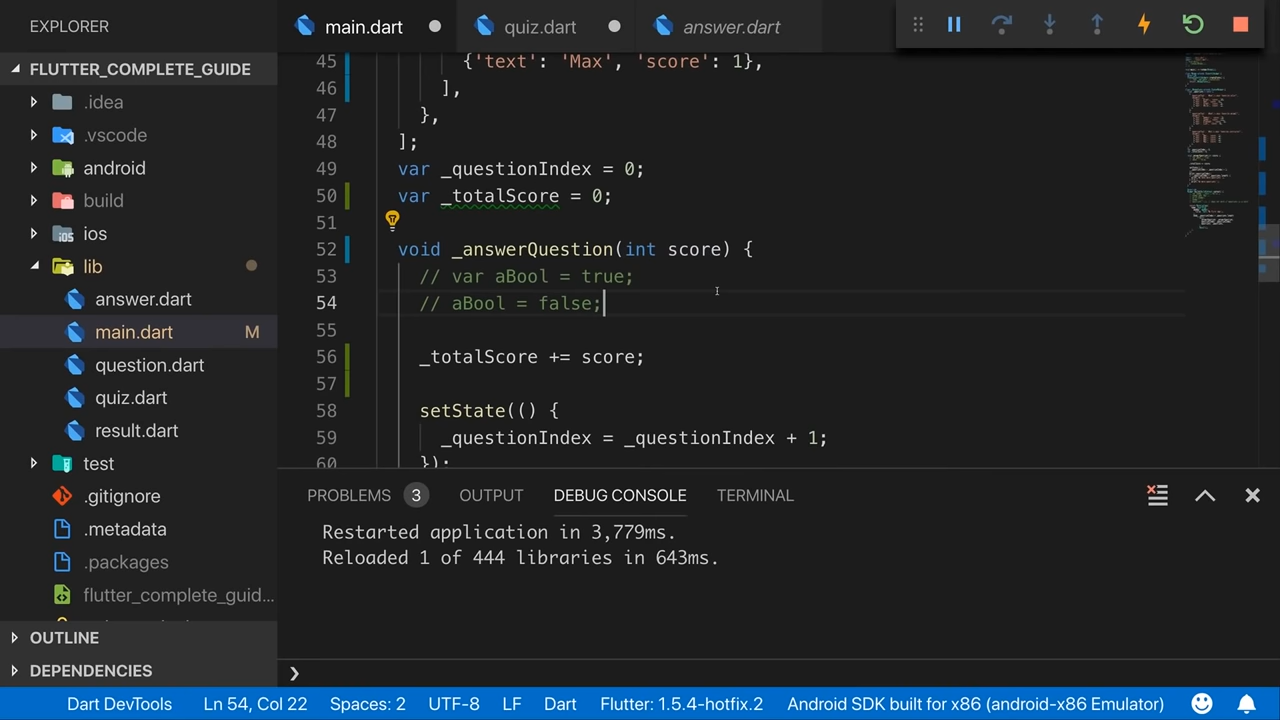 EXPLORER
main.dart
quiz.dart
answer.dart
FLUTTER_COMPLETE_GUIDE
.idea
.vscode
android
build
ios
lib
answer.dart
main.dart M
question.dart
quiz.dart
result.dart
test
.gitignore
.metadata
.packages
flutter_complete_guid...
OUTLINE
DEPENDENCIES
45 {'text': 'Max', 'score': 1},
46 ],
47 },
48 ];
49 var _questionIndex = 0;
50 var _totalScore = 0;
51
52 void _answerQuestion(int score) {
53 // var aBool = true;
54 // aBool = false;
55
56 _totalScore += score;
57
58 setState(() {
59 _questionIndex = _questionIndex + 1;
60 });
PROBLEMS 3 OUTPUT DEBUG CONSOLE TERMINAL
Restarted application in 3,779ms.
Reloaded 1 of 444 libraries in 643ms.
❯
Dart DevTools Ln 54, Col 22 Spaces: 2 UTF-8 LF Dart Flutter: 1.5.4-hotfix.2 Android SDK built for x86 (android-x86 Emulator)